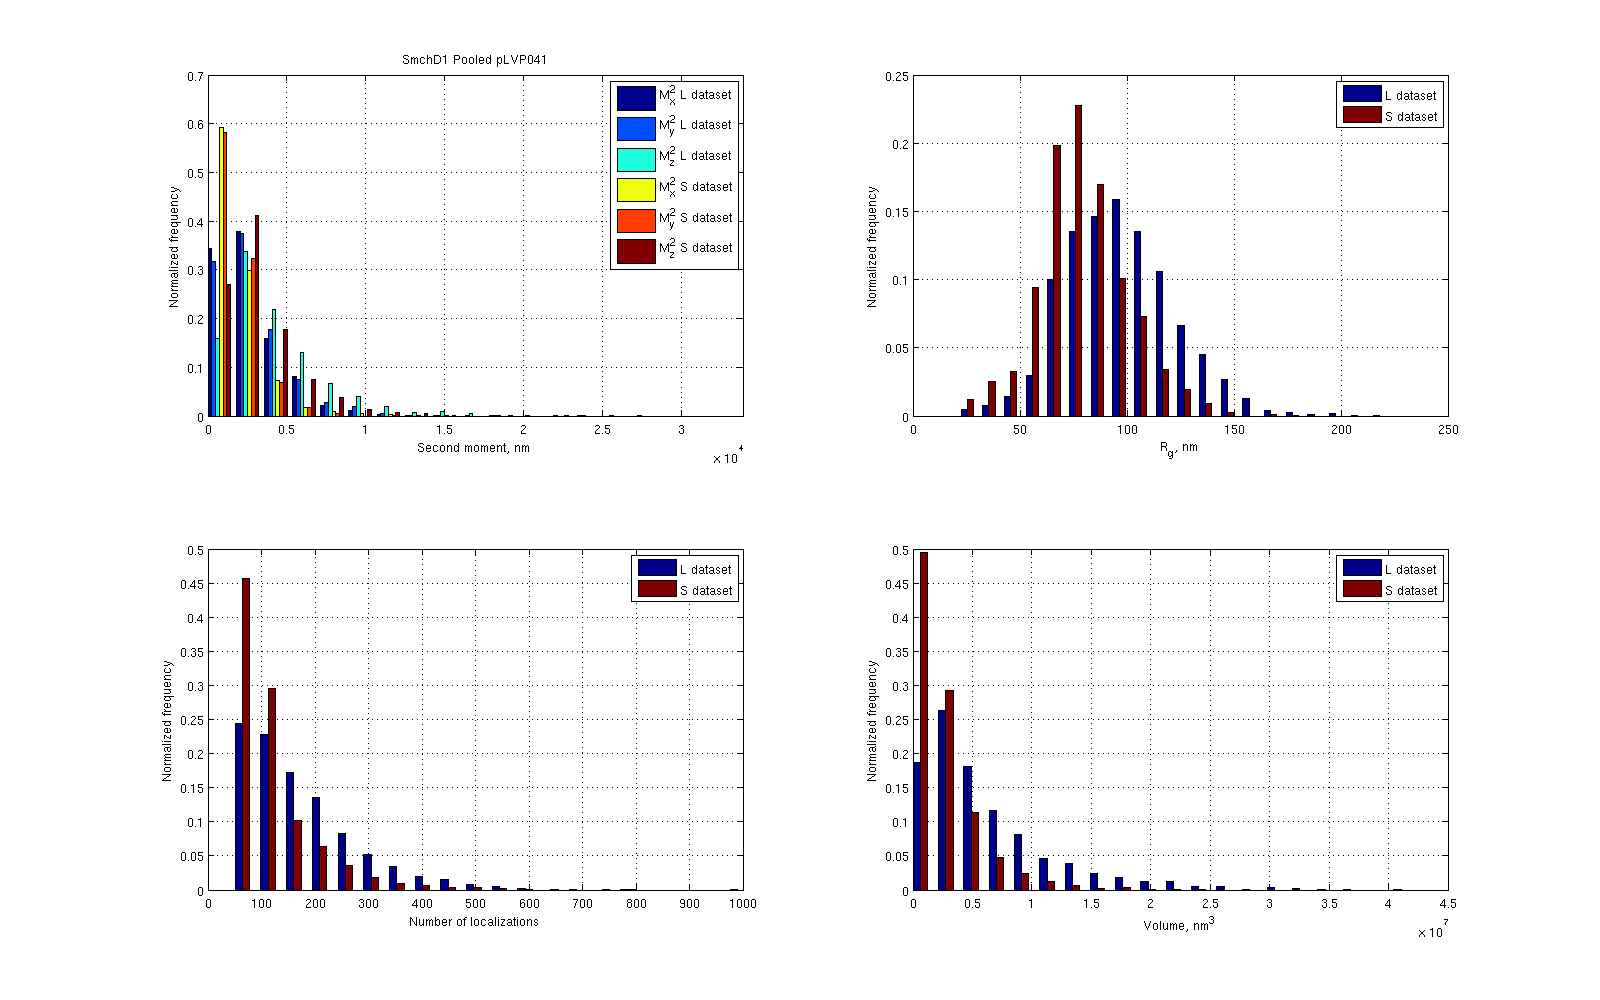 SmchD1 Pooled pLVP041
0.7
0.6
0.5
0.4
0.3
0.2
0.1
0
Normalized frequency
0 0.5 1 1.5 2 2.5 3
Second moment, nm
× 10⁴
M²ₓ L dataset
M²y L dataset
M²z L dataset
M²ₓ S dataset
M²y S dataset
M²z S dataset
0.25
0.2
0.15
0.1
0.05
0
Normalized frequency
0 50 100 150 200 250
Rg, nm
L dataset
S dataset
0.5
0.45
0.4
0.35
0.3
0.25
0.2
0.15
0.1
0.05
0
Normalized frequency
0 100 200 300 400 500 600 700 800 900 1000
Number of localizations
L dataset
S dataset
0.5
0.45
0.4
0.35
0.3
0.25
0.2
0.15
0.1
0.05
0
Normalized frequency
0 0.5 1 1.5 2 2.5 3 3.5 4 4.5
Volume, nm³
× 10⁷
L dataset
S dataset